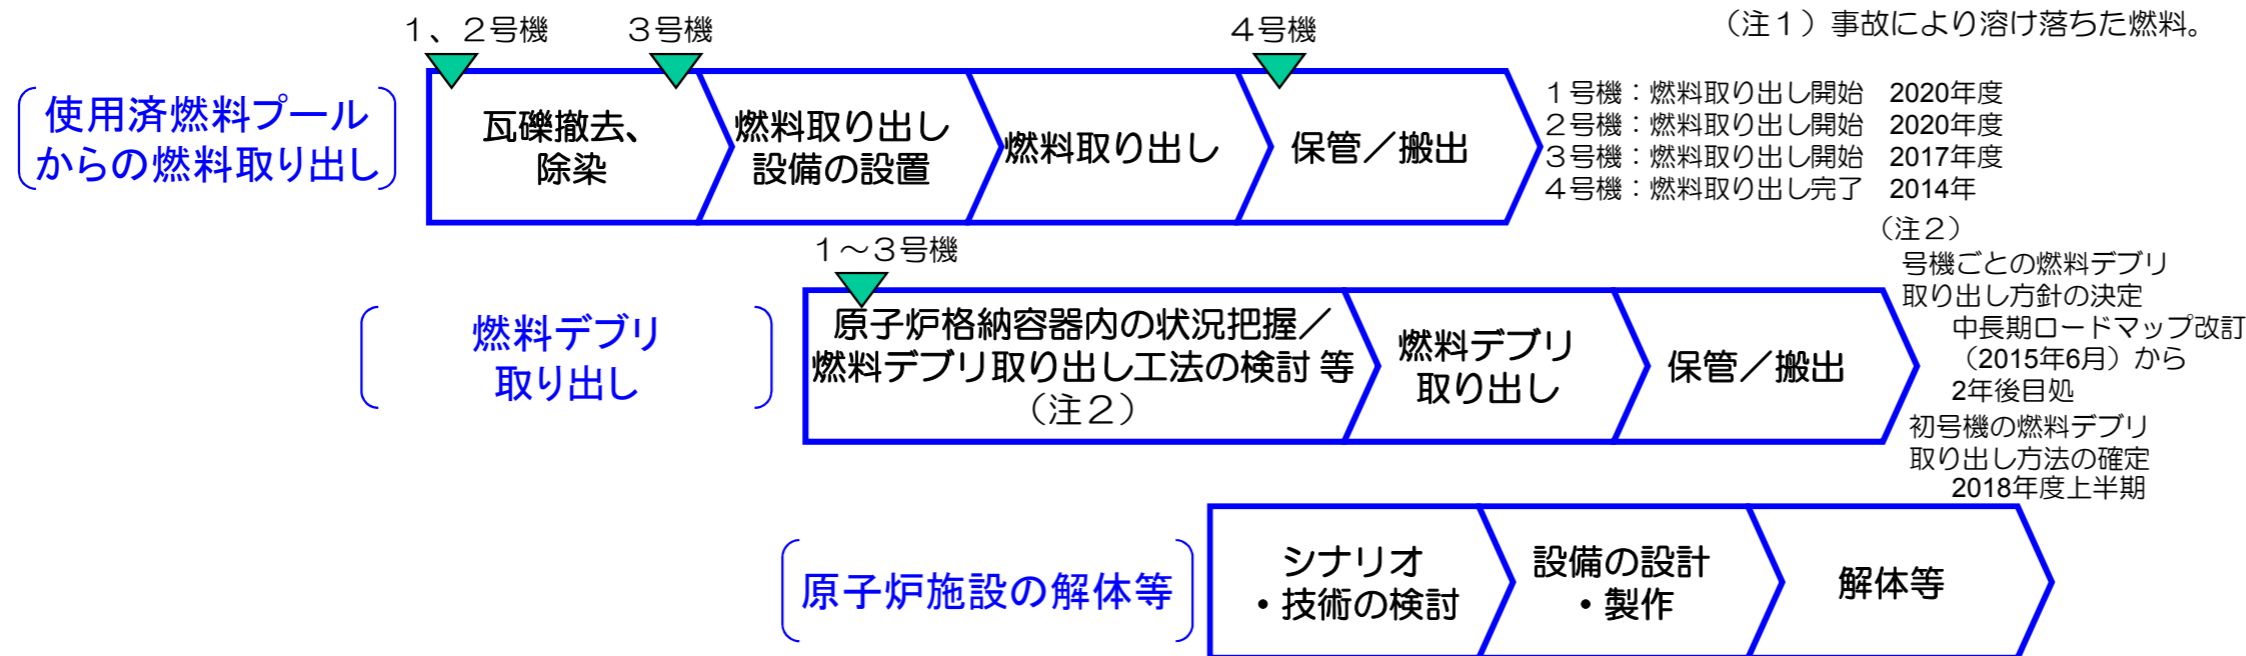 （注１）事故により溶け落ちた燃料。
１、２号機
３号機
４号機
使用済燃料プール
からの燃料取り出し
瓦礫撤去、
除染
燃料取り出し
設備の設置
燃料取り出し
保管／搬出
１号機：燃料取り出し開始　2020年度
２号機：燃料取り出し開始　2020年度
３号機：燃料取り出し開始　2017年度
４号機：燃料取り出し完了　2014年
１～３号機
燃料デブリ
取り出し
原子炉格納容器内の状況把握／
燃料デブリ取り出し工法の検討 等
（注２）
燃料デブリ
取り出し
保管／搬出
（注２）
号機ごとの燃料デブリ
取り出し方針の決定
中長期ロードマップ改訂
（2015年6月）から
2年後目処
初号機の燃料デブリ
取り出し方法の確定
2018年度上半期
原子炉施設の解体等
シナリオ
・技術の検討
設備の設計
・製作
解体等